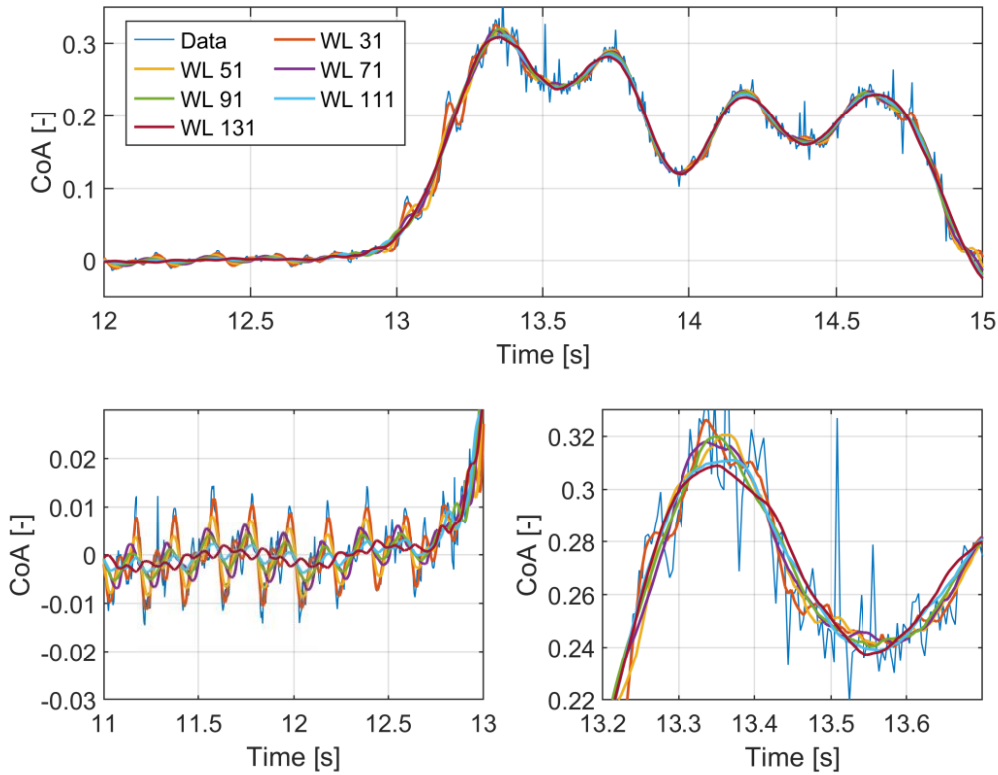 CoA [-]
0.3
0.2
0.1
0
Data
WL 31
WL 51
WL 71
WL 91
WL 111
WL 131
12 12.5 13 13.5 14 14.5 15
Time [s]
CoA [-]
0.02
0.01
0
-0.01
-0.02
-0.03
11 11.5 12 12.5 13
Time [s]
CoA [-]
0.32
0.3
0.28
0.26
0.24
0.22
13.2 13.3 13.4 13.5 13.6
Time [s]